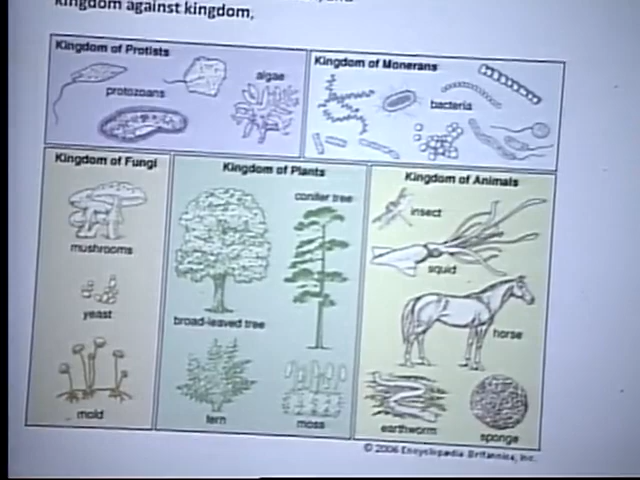 kingdom against kingdom,
Kingdom of Protists
protozoans
algae
Kingdom of Monerans
bacteria
Kingdom of Fungi
mushrooms
yeast
mold
Kingdom of Plants
conifer tree
broad-leaved tree
fern
moss
Kingdom of Animals
insect
squid
horse
earthworm
sponge
© 2006 Encyclopædia Britannica, Inc.